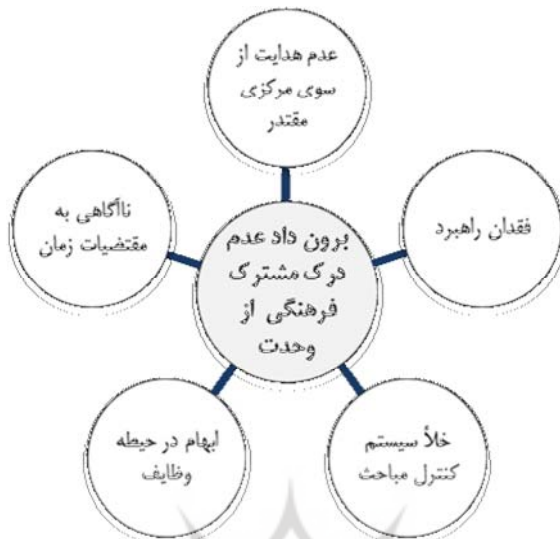 عدم هدایت از
سوی مرکزی
مقتدر
فقدان راهبرد
ناآگاهی به
مقتضیات زمان
برون داد عدم
درک مشترک
فرهنگی از
وحدت
خلأ سیستم
کنترل مباحث
ابهام در حیطه
وظایف